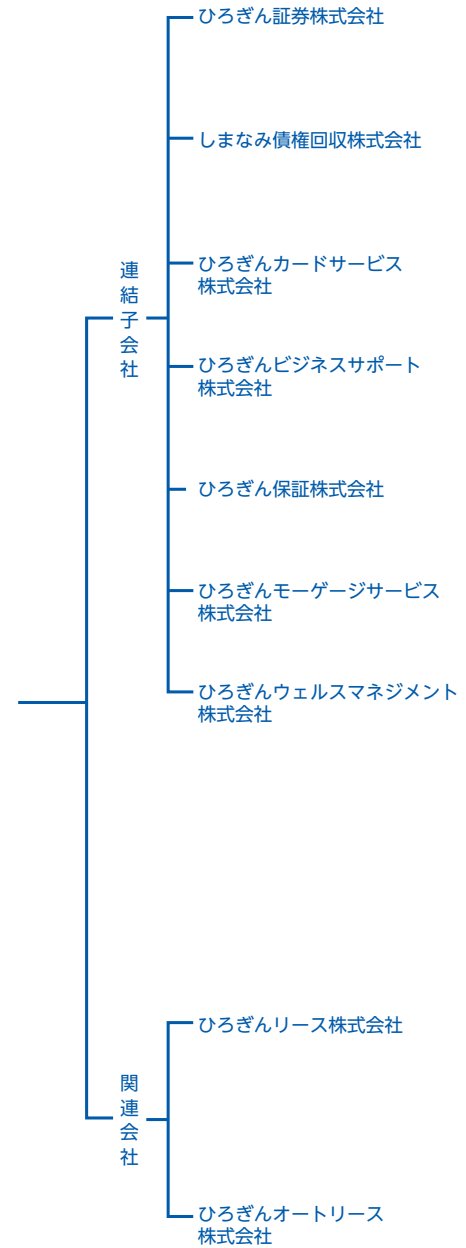 連結子会社
ひろぎん証券株式会社
しまなみ債権回収株式会社
ひろぎんカードサービス
株式会社
ひろぎんビジネスサポート
株式会社
ひろぎん保証株式会社
ひろぎんモーゲージサービス
株式会社
ひろぎんウェルスマネジメント
株式会社
関連会社
ひろぎんリース株式会社
ひろぎんオートリース
株式会社